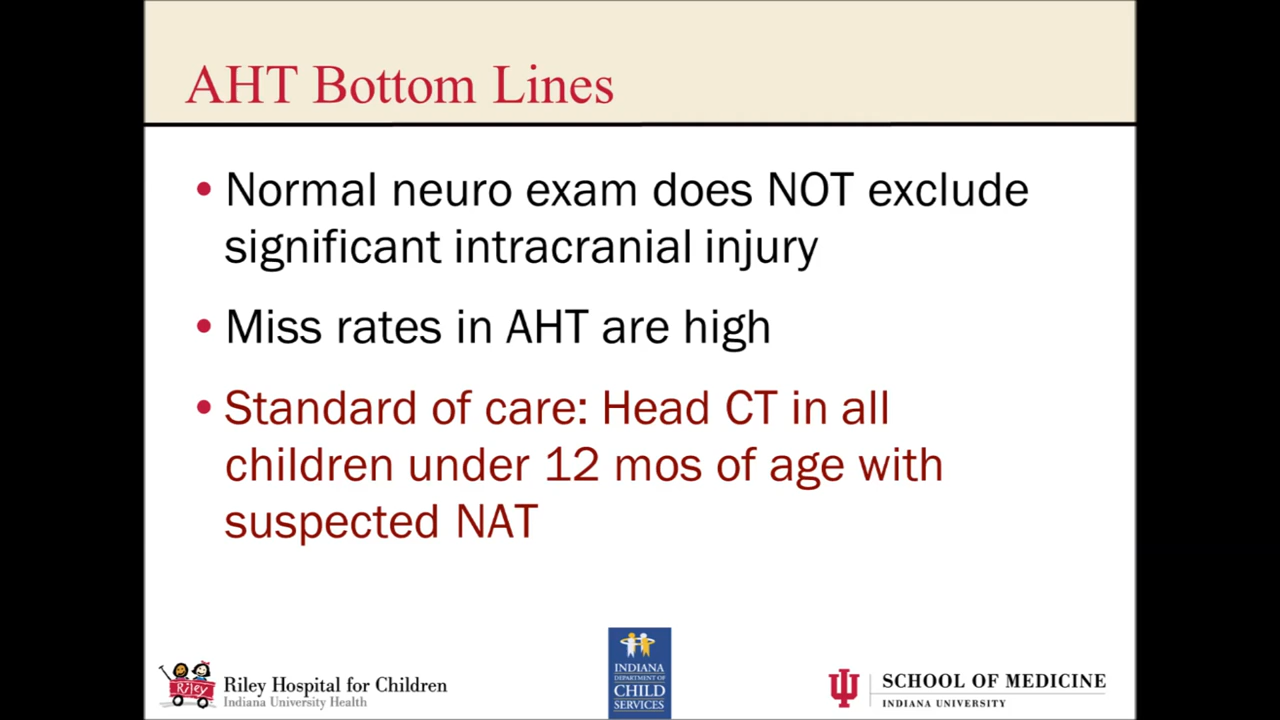 AHT Bottom Lines
• Normal neuro exam does NOT exclude
significant intracranial injury
• Miss rates in AHT are high
• Standard of care: Head CT in all
children under 12 mos of age with
suspected NAT
Riley
Riley Hospital for Children
Indiana University Health
INDIANA
DEPARTMENT OF
CHILD
SERVICES
SCHOOL OF MEDICINE
INDIANA UNIVERSITY